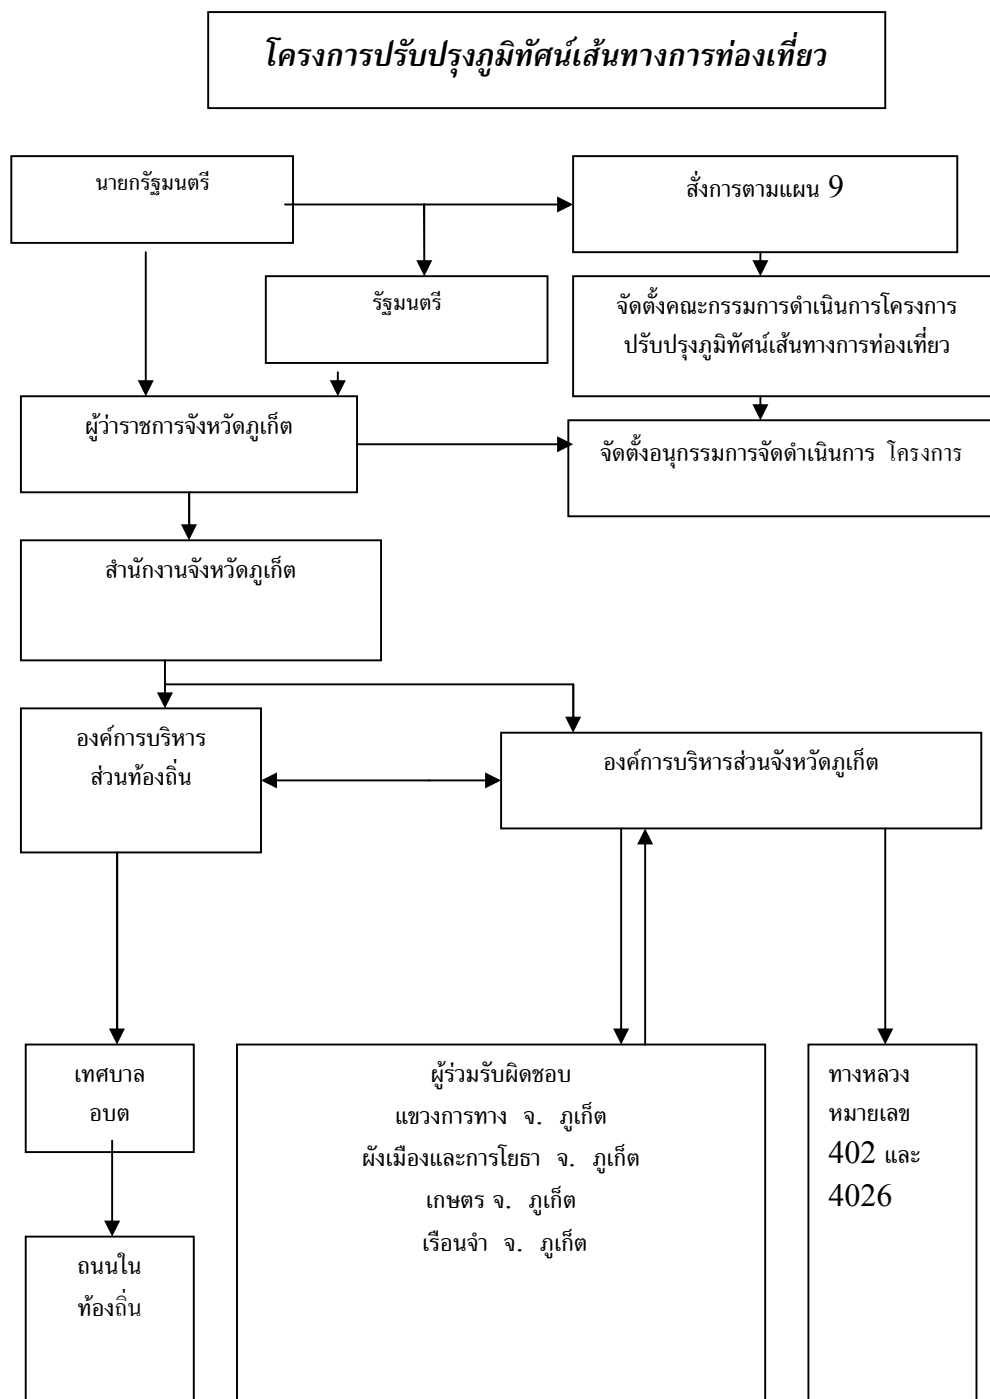 โครงการปรับปรุงภูมิทัศน์เส้นทางการท่องเที่ยว
นายกรัฐมนตรี
สั่งการตามแผน 9
รัฐมนตรี
จัดตั้งคณะกรรมการดำเนินการโครงการ
ปรับปรุงภูมิทัศน์เส้นทางการท่องเที่ยว
ผู้ว่าราชการจังหวัดภูเก็ต
จัดตั้งอนุกรรมการจัดดำเนินการ โครงการ
สำนักงานจังหวัดภูเก็ต
องค์การบริหาร
ส่วนท้องถิ่น
องค์การบริหารส่วนจังหวัดภูเก็ต
เทศบาล
อบต
ผู้ร่วมรับผิดชอบ
แขวงการทาง จ. ภูเก็ต
ผังเมืองและการโยธา จ. ภูเก็ต
เกษตร จ. ภูเก็ต
เรือนจำ จ. ภูเก็ต
ทางหลวง
หมายเลข
402 และ
4026
ถนนใน
ท้องถิ่น